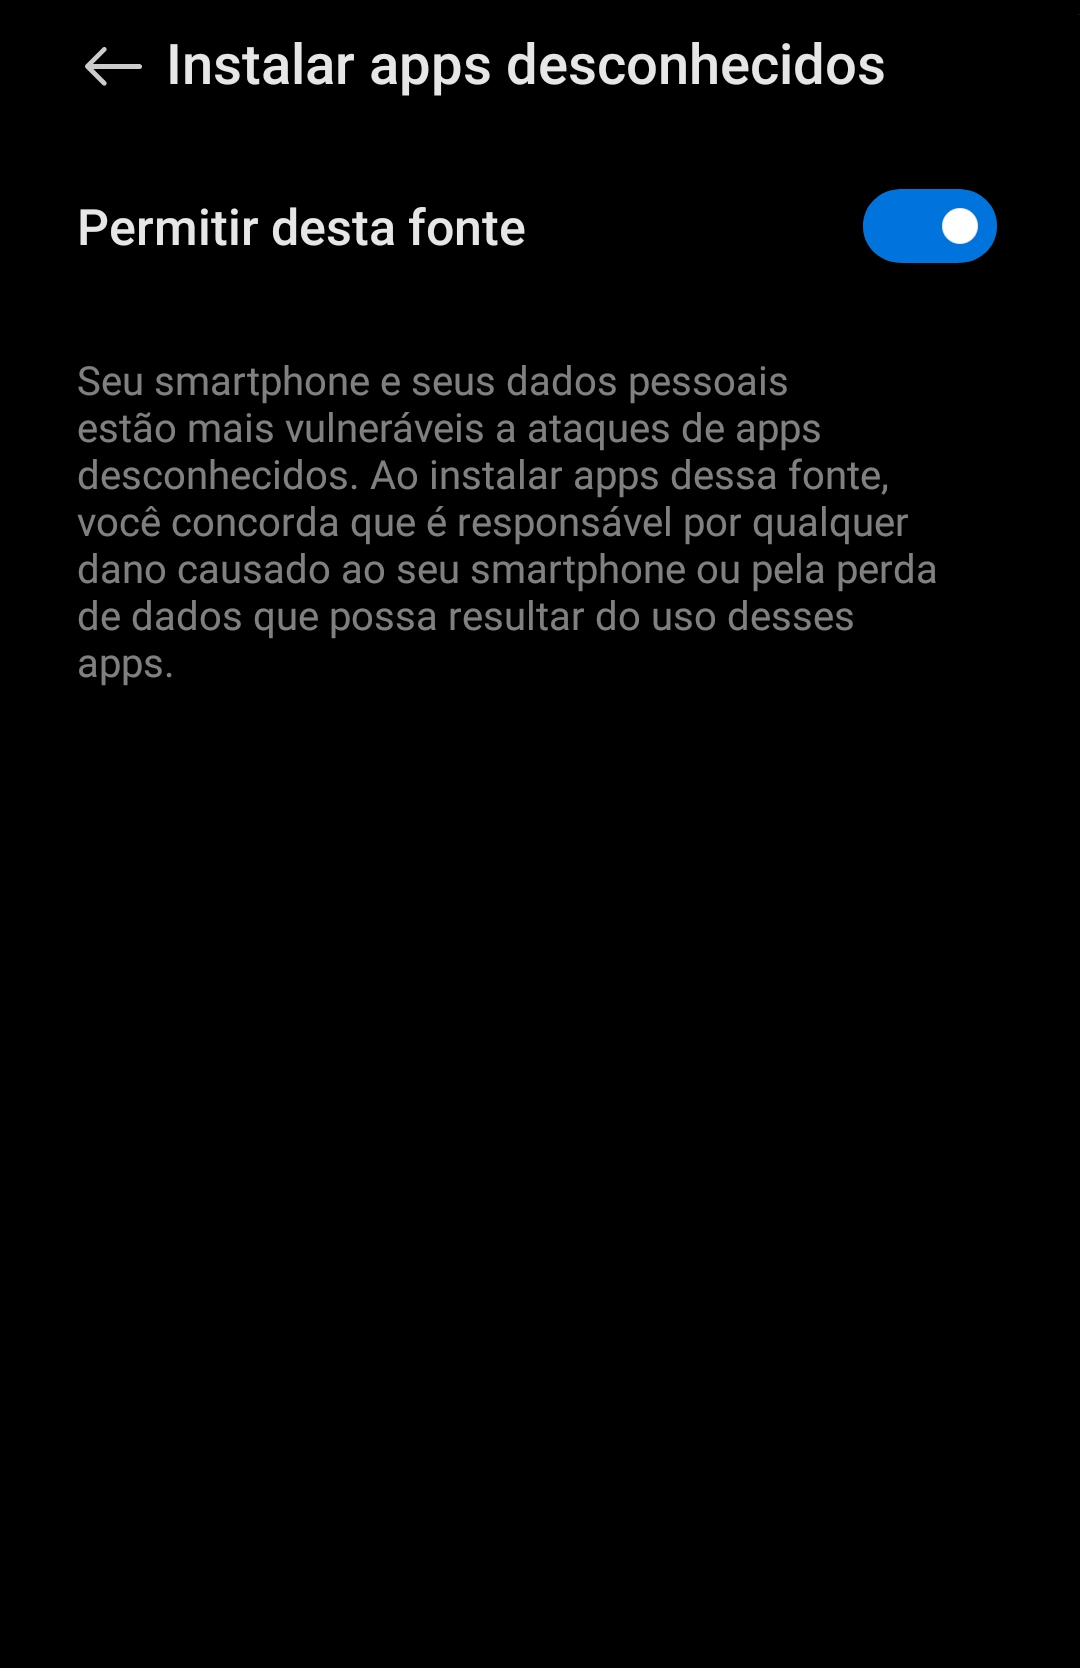 Instalar apps desconhecidos
Permitir desta fonte
Seu smartphone e seus dados pessoais
estão mais vulneráveis a ataques de apps
desconhecidos. Ao instalar apps dessa fonte,
você concorda que é responsável por qualquer
dano causado ao seu smartphone ou pela perda
de dados que possa resultar do uso desses
apps.